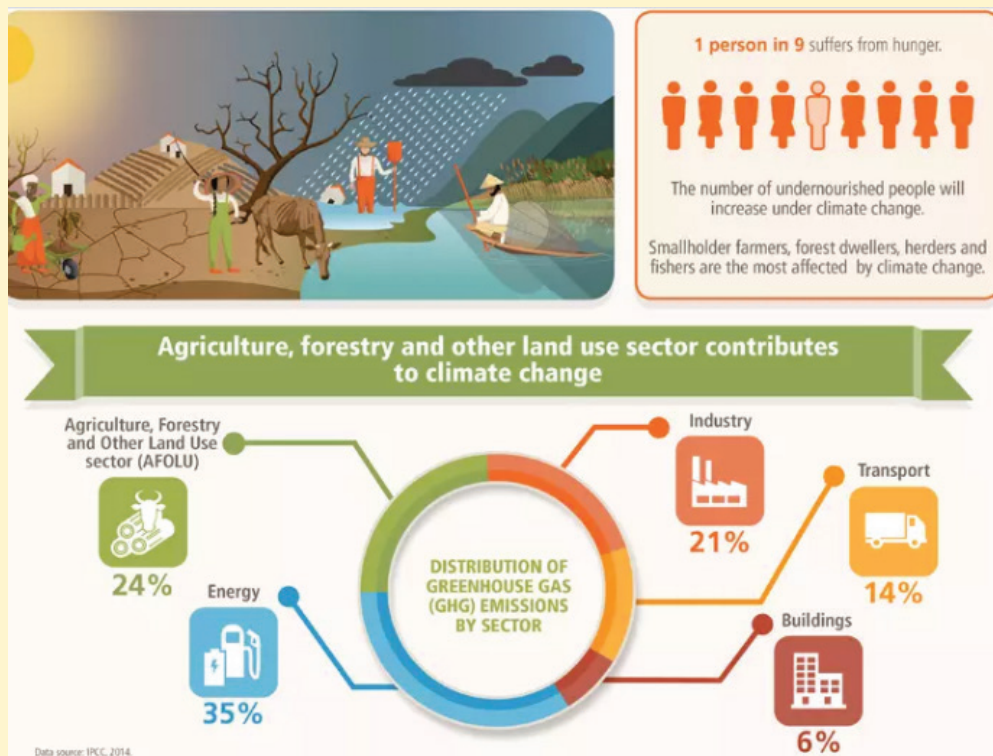 1 person in 9 suffers from hunger.
The number of undernourished people will
increase under climate change.
Smallholder farmers, forest dwellers, herders and
fishers are the most affected by climate change.
Agriculture, forestry and other land use sector contributes
to climate change
Agriculture, Forestry
and Other Land Use
sector (AFOLU)
24%
Energy
35%
DISTRIBUTION OF
GREENHOUSE GAS
(GHG) EMISSIONS
BY SECTOR
Industry
21%
Transport
14%
Buildings
6%
Data source: IPCC, 2014.